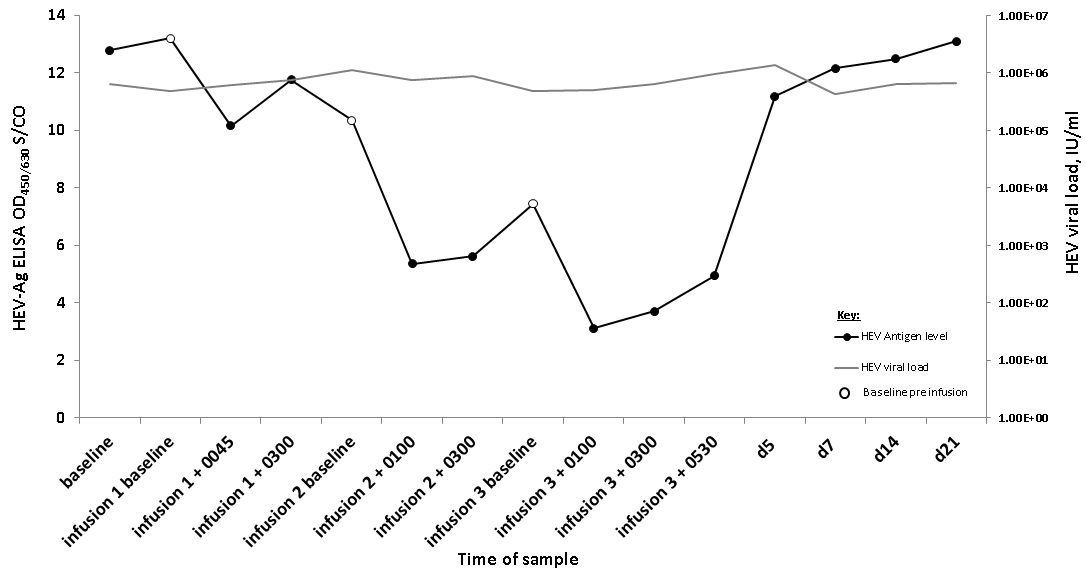 HEV-Ag ELISA OD450/630 S/CO
14
12
10
8
6
4
2
0
1.00E+07
1.00E+06
1.00E+05
1.00E+04
1.00E+03
1.00E+02
1.00E+01
1.00E+00
HEV viral load, IU/ml
Key:
HEV Antigen level
HEV viral load
Baseline pre infusion
baseline
infusion 1 baseline
infusion 1 + 0045
infusion 1 + 0300
infusion 2 baseline
infusion 2 + 0100
infusion 2 + 0300
infusion 3 baseline
infusion 3 + 0100
infusion 3 + 0300
infusion 3 + 0530
d5
d7
d14
d21
Time of sample